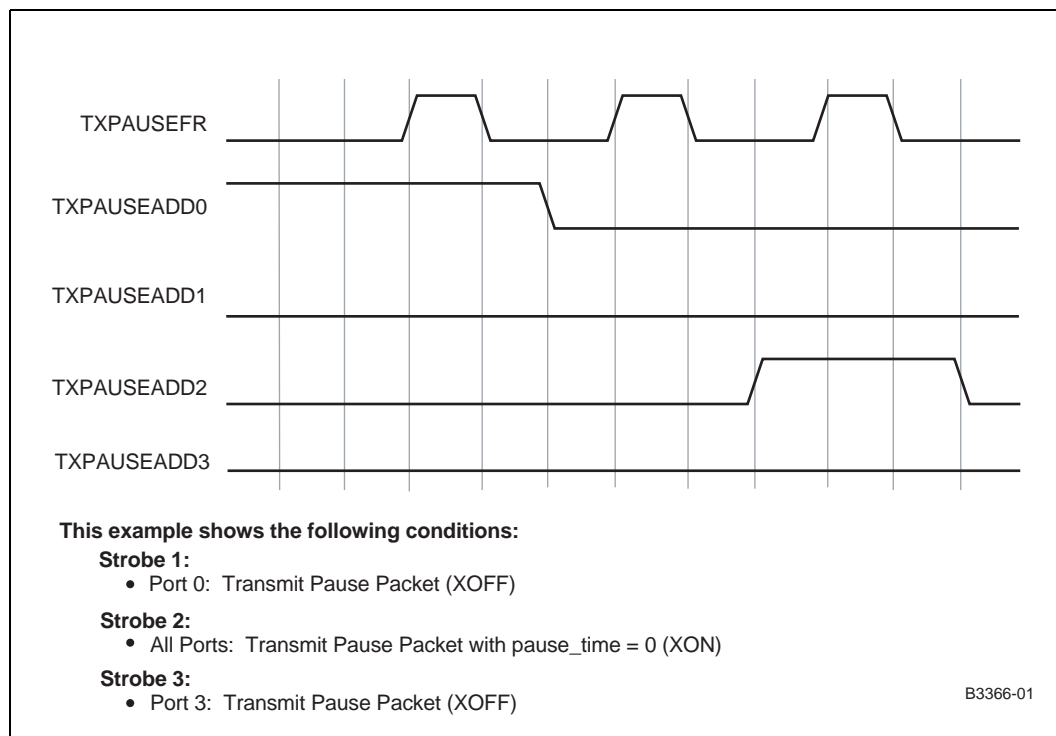 TXPAUSEFR
TXPAUSEADD0
TXPAUSEADD1
TXPAUSEADD2
TXPAUSEADD3
This example shows the following conditions:
Strobe 1:
• Port 0: Transmit Pause Packet (XOFF)
Strobe 2:
• All Ports: Transmit Pause Packet with pause_time = 0 (XON)
Strobe 3:
• Port 3: Transmit Pause Packet (XOFF)
B3366-01